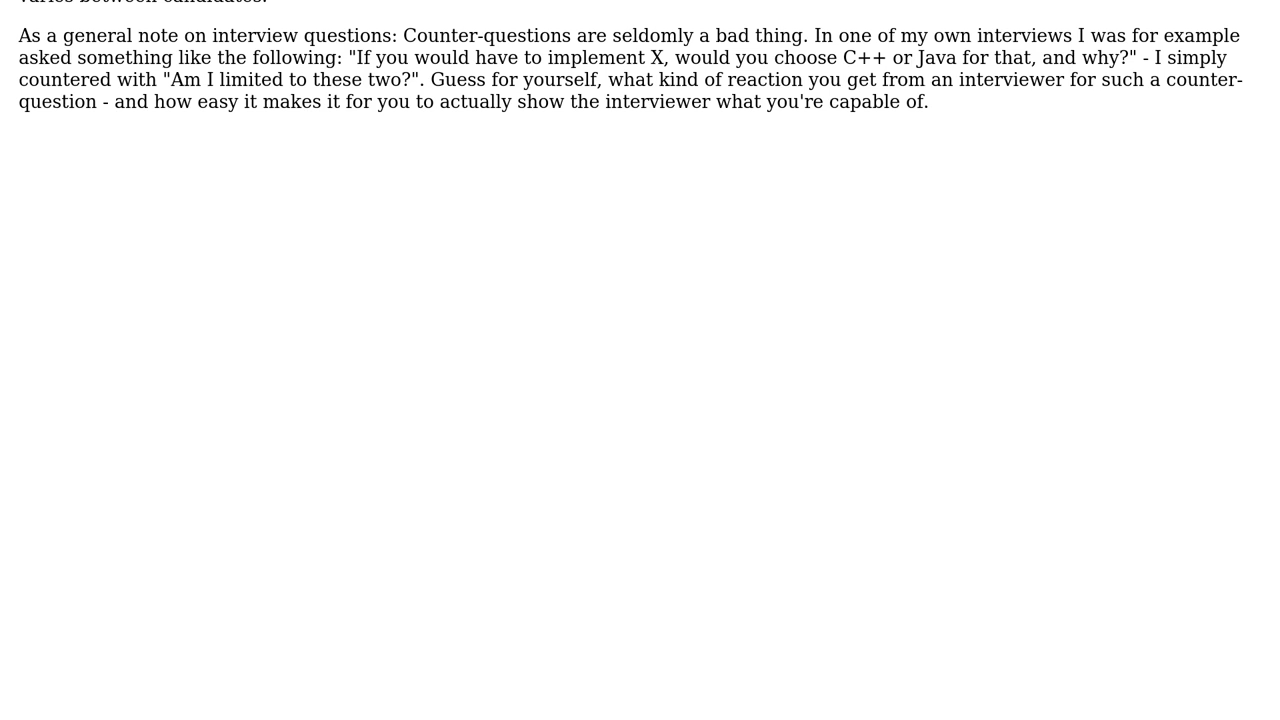 varies between candidates.
As a general note on interview questions: Counter-questions are seldomly a bad thing. In one of my own interviews I was for example
asked something like the following: "If you would have to implement X, would you choose C++ or Java for that, and why?" - I simply
countered with "Am I limited to these two?". Guess for yourself, what kind of reaction you get from an interviewer for such a counter-
question - and how easy it makes it for you to actually show the interviewer what you're capable of.